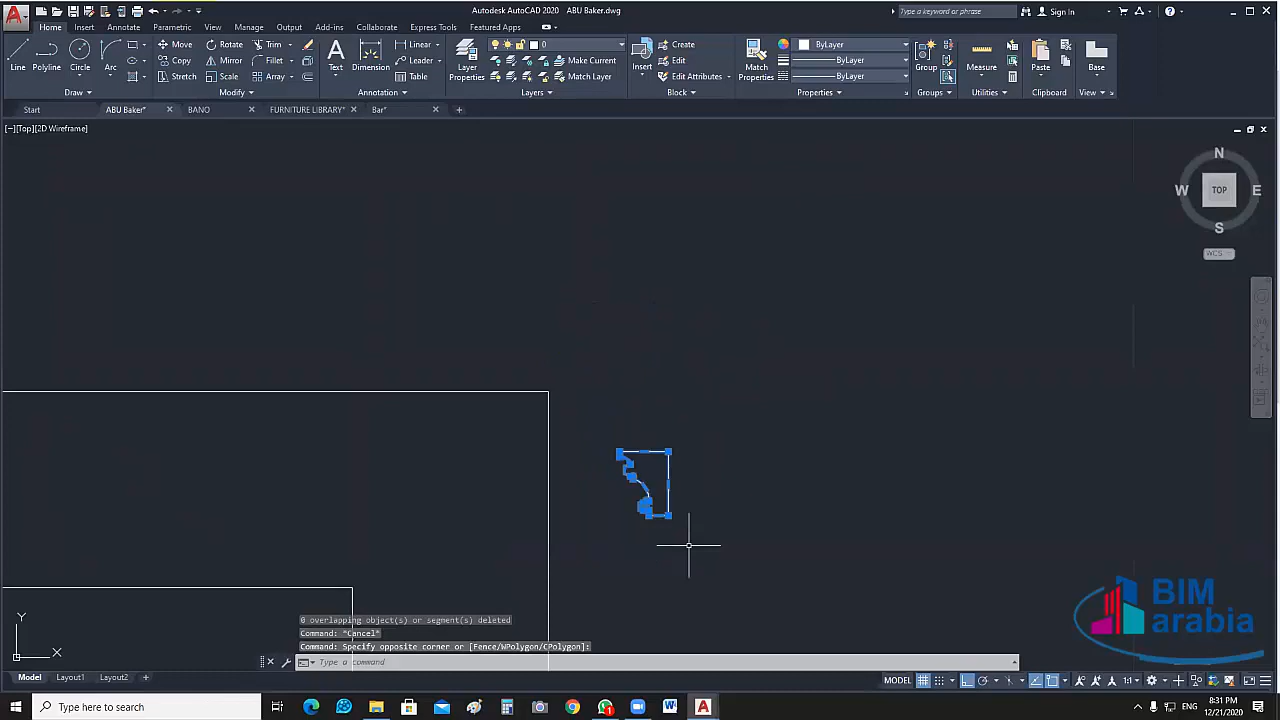 Autodesk AutoCAD 2020 ABU Baker.dwg
Type a keyword or phrase
Sign In
Home Insert Annotate Parametric View Manage Output Add-ins Collaborate Express Tools Featured Apps
Line Polyline Circle Arc
Move Rotate Trim
Copy Mirror Fillet
Stretch Scale Array
Text Dimension
Linear
Leader
Table
Layer Properties
0
Make Current
Match Layer
Insert
Create
Edit
Edit Attributes
Match Properties
ByLayer
ByLayer
ByLayer
Group Measure Paste Base
Draw Modify Annotation Layers Block Properties Groups Utilities Clipboard View
Start ABU Baker* BANO FURNITURE LIBRARY* Bar*
[−][Top][2D Wireframe]
N
W TOP E
S
WCS
Y
X
0 overlapping object(s) or segment(s) deleted
Command: *Cancel*
Command: Specify opposite corner or [Fence/WPolygon/CPolygon]:
Type a command
BIM
arabia
Model Layout1 Layout2
MODEL 1:1
Type here to search
8:31 PM
12/21/2020